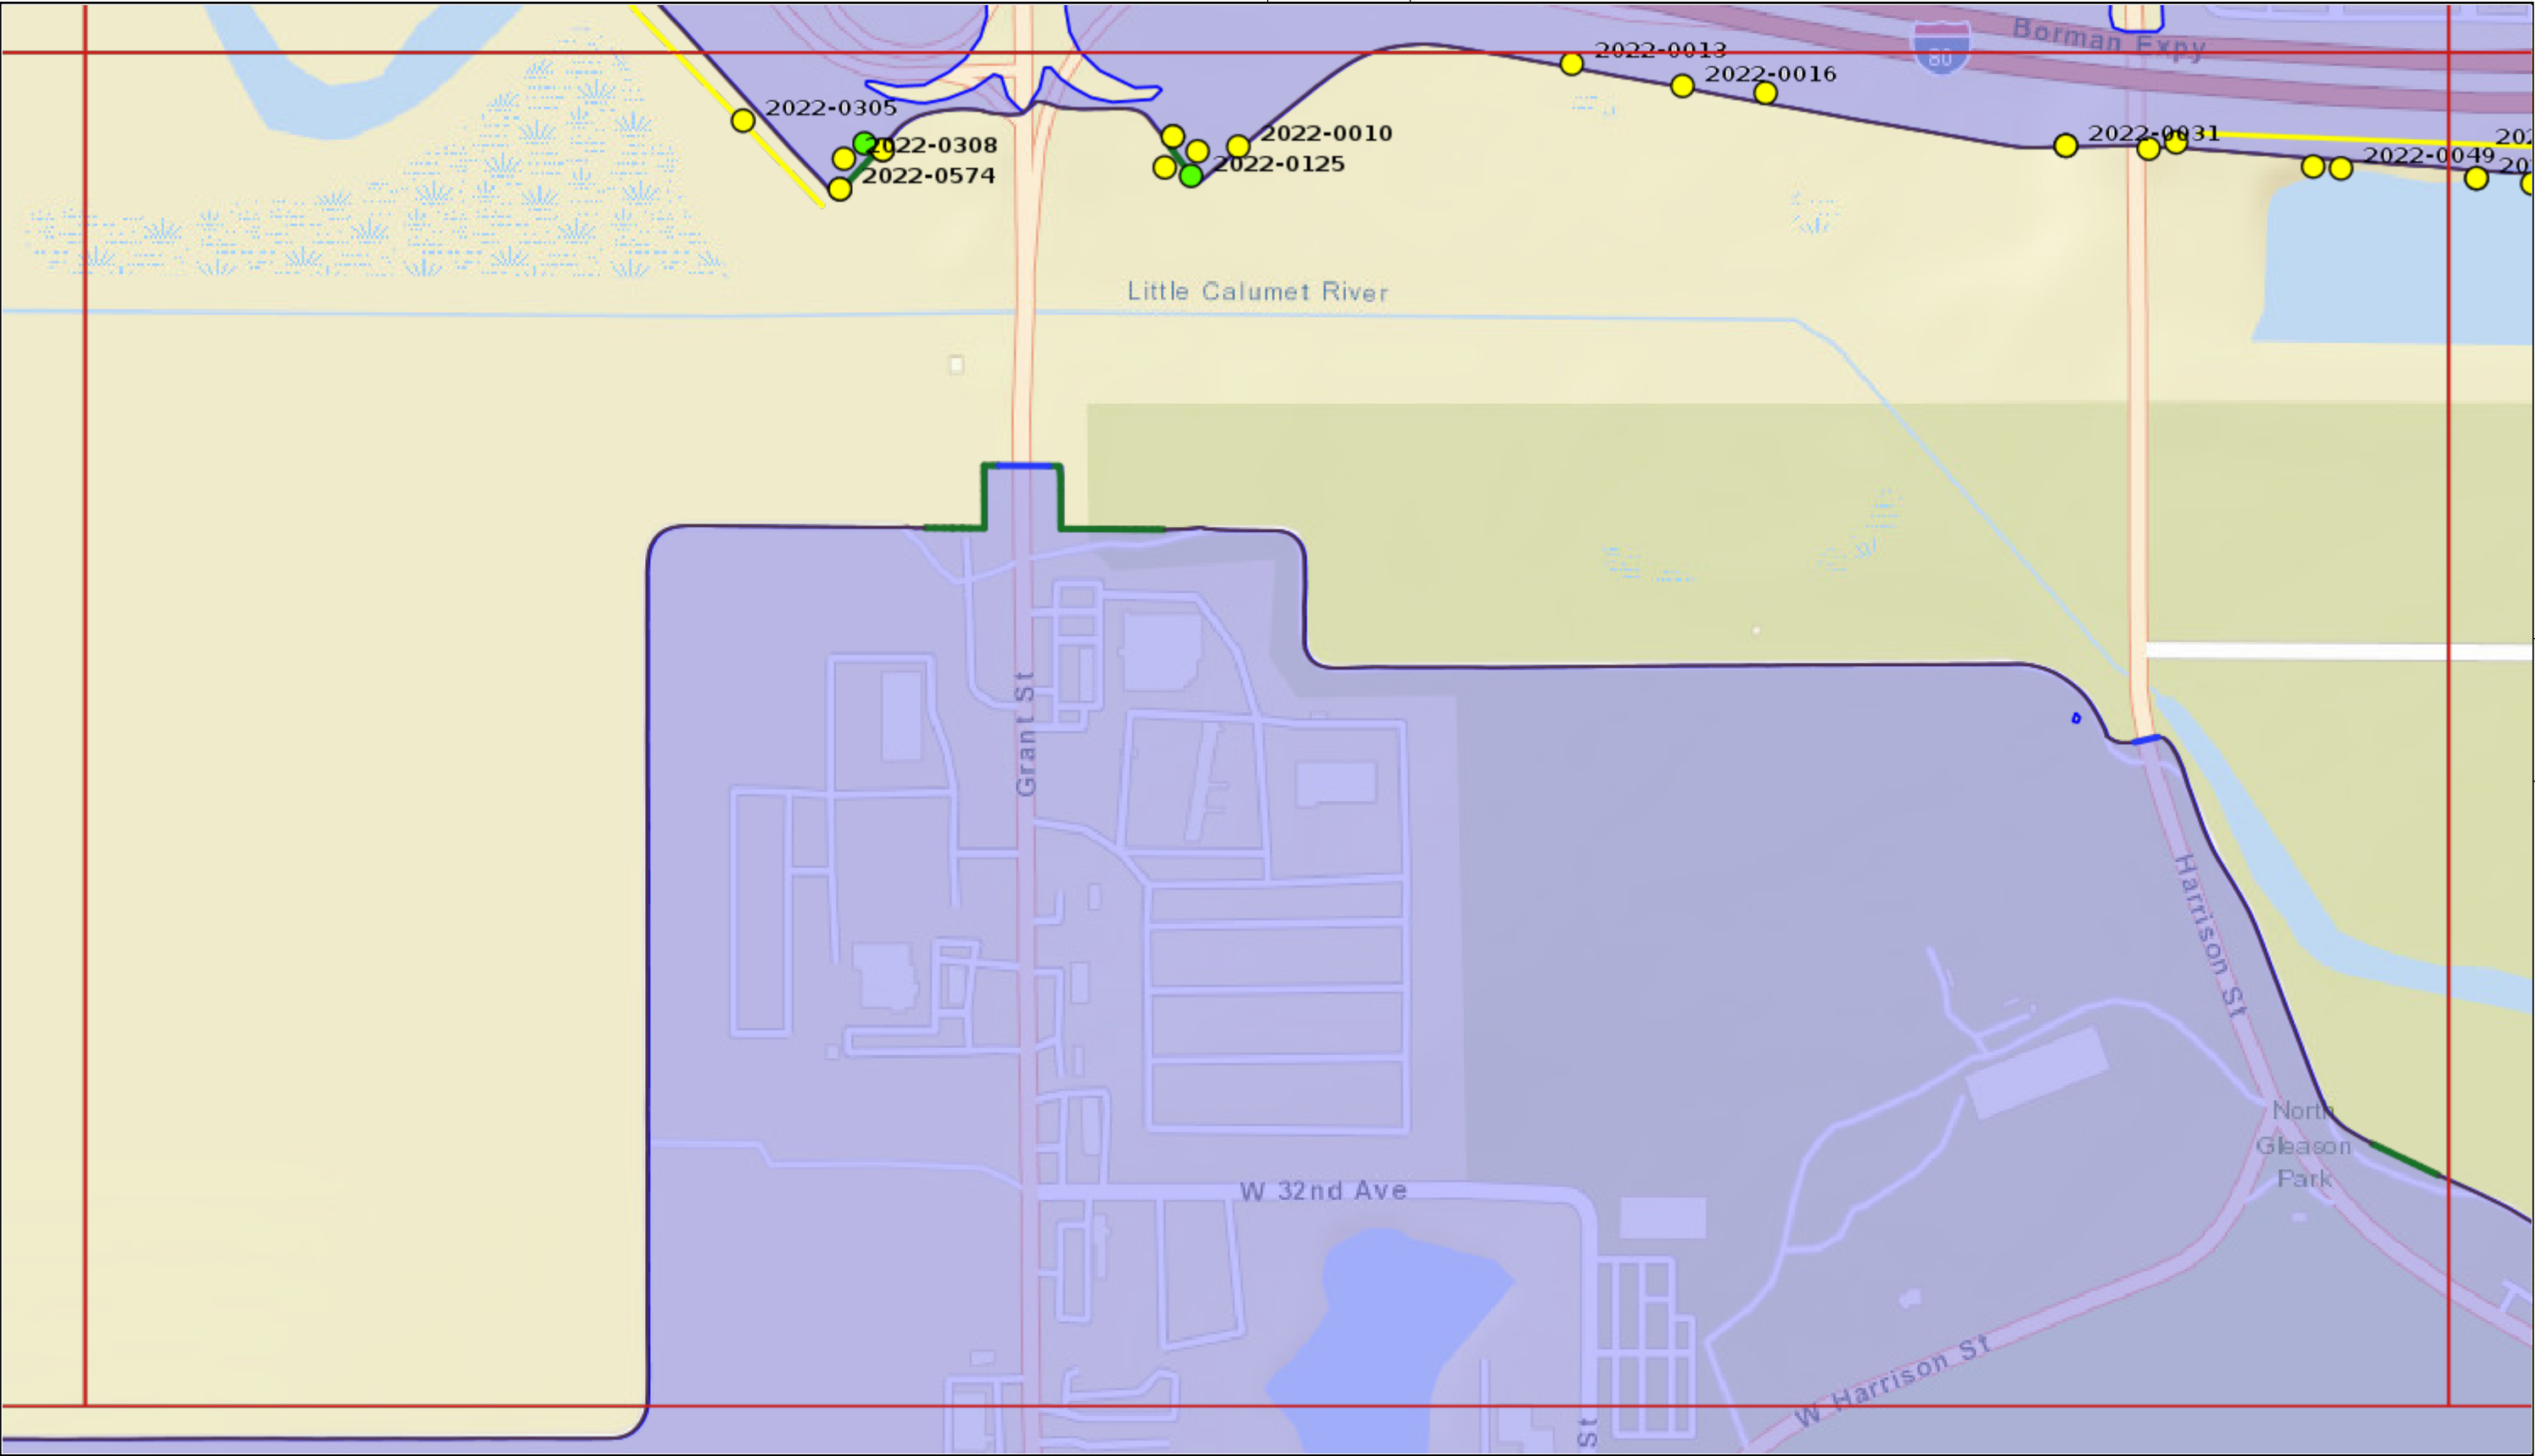 Borman Expy
80
2022-0013
2022-0016
2022-0305
2022-0308
2022-0574
2022-0010
2022-0125
2022-0031
2022-0049
Little Calumet River
Grant St
Harrison St
North
Gleason
Park
W 32nd Ave
W Harrison St
St